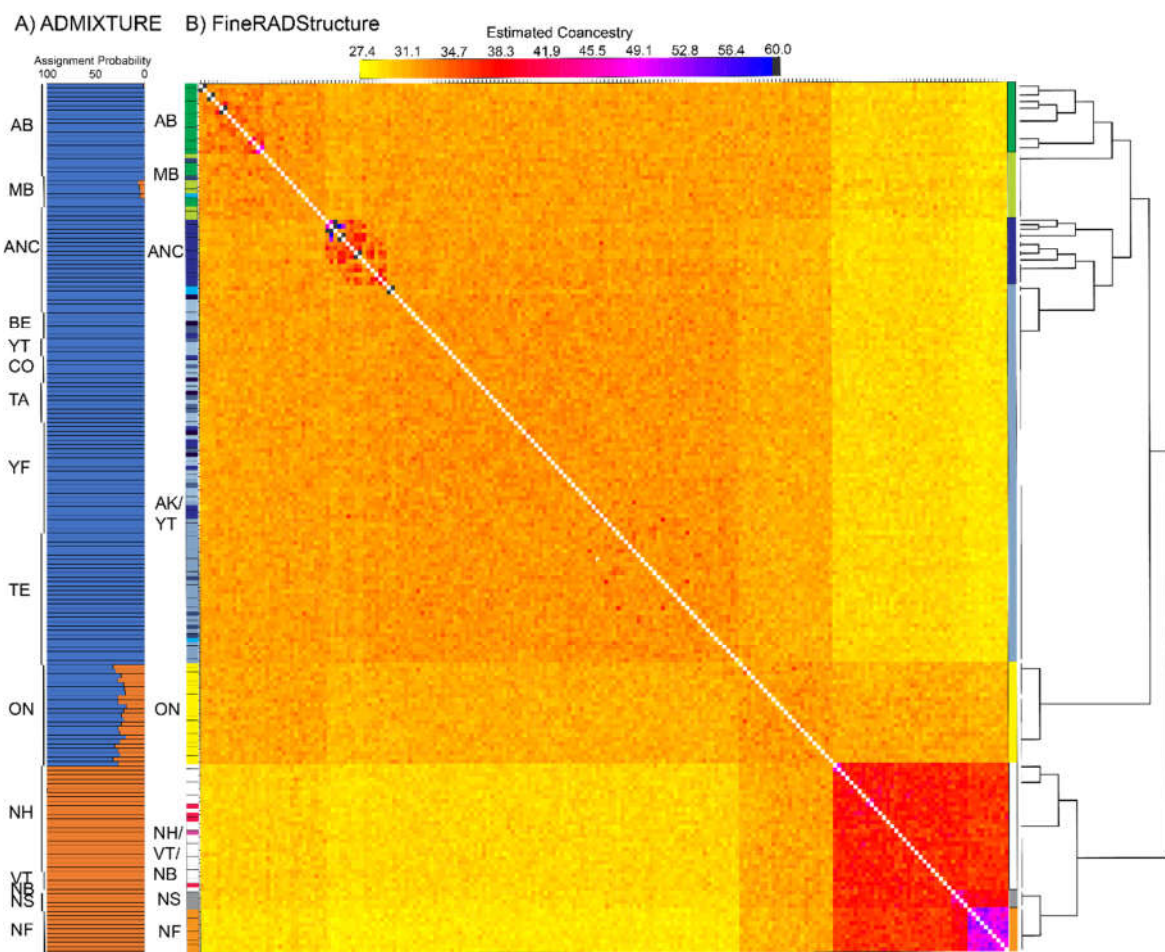 A) ADMIXTURE
B) FineRADStructure
Assignment Probability
100 50 0
Estimated Coancestry
27.4 31.1 34.7 38.3 41.9 45.5 49.1 52.8 56.4 60.0
AB
MB
ANC
BE
YT
CO
TA
YF
TE
ON
NH
VT
NB
NS
NF
AB
MB
ANC
AK/
YT
ON
NH/
VT/
NB
NS
NF